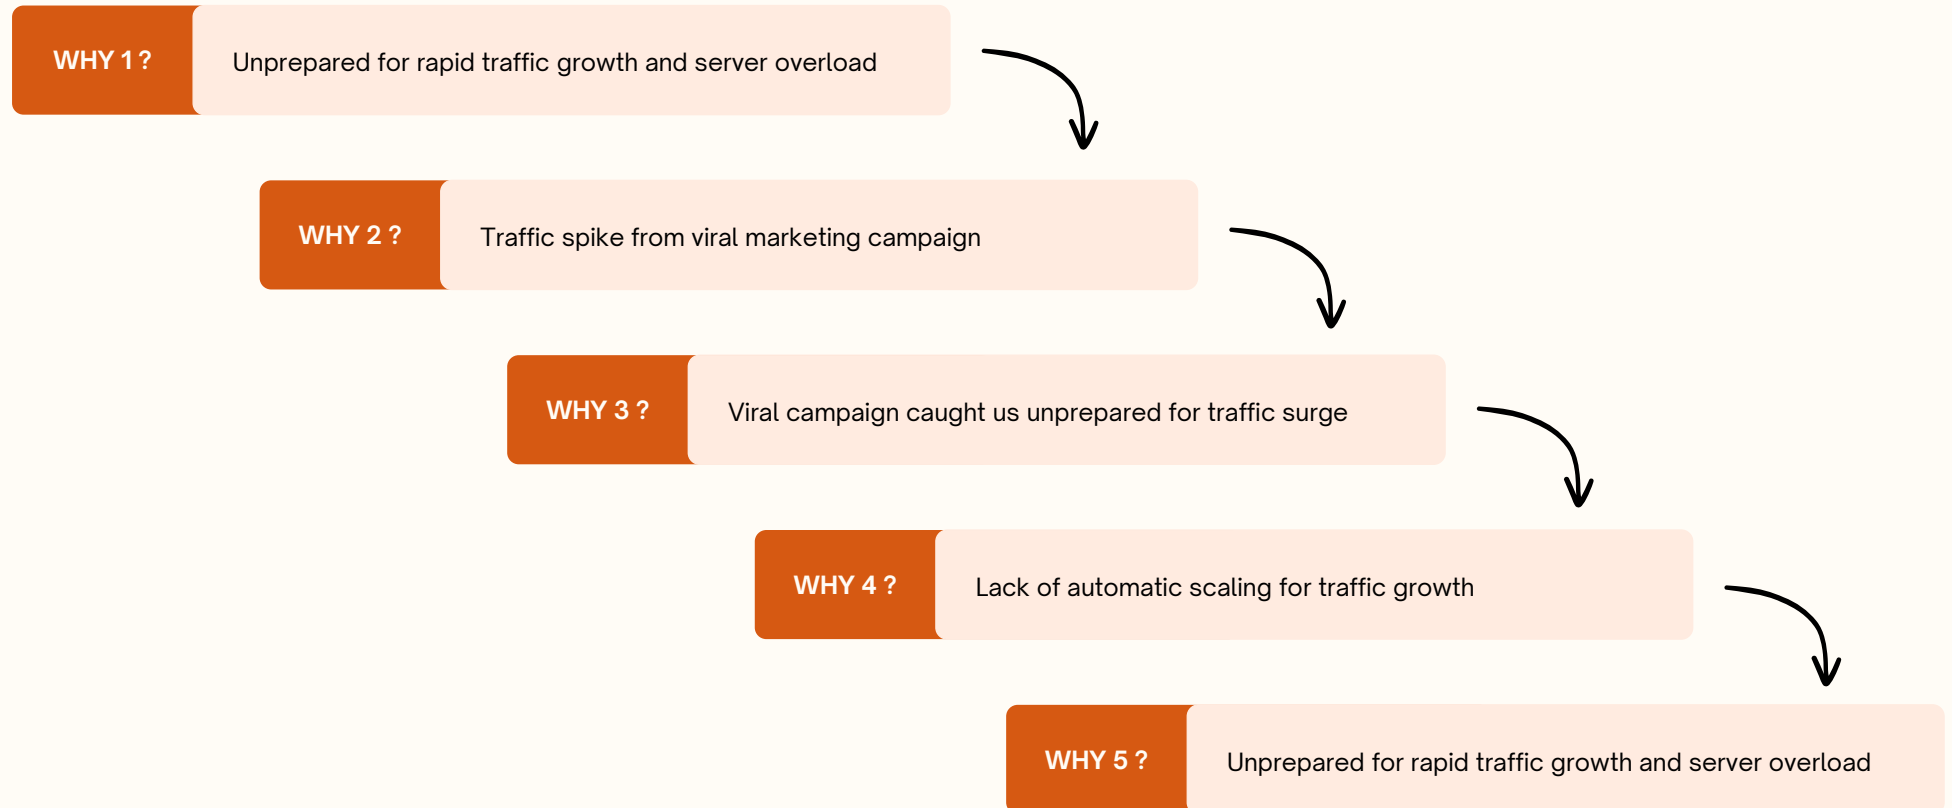 WHY 1 ?
Unprepared for rapid traffic growth and server overload
WHY 2 ?
Traffic spike from viral marketing campaign
WHY 3 ?
Viral campaign caught us unprepared for traffic surge
WHY 4 ?
Lack of automatic scaling for traffic growth
WHY 5 ?
Unprepared for rapid traffic growth and server overload